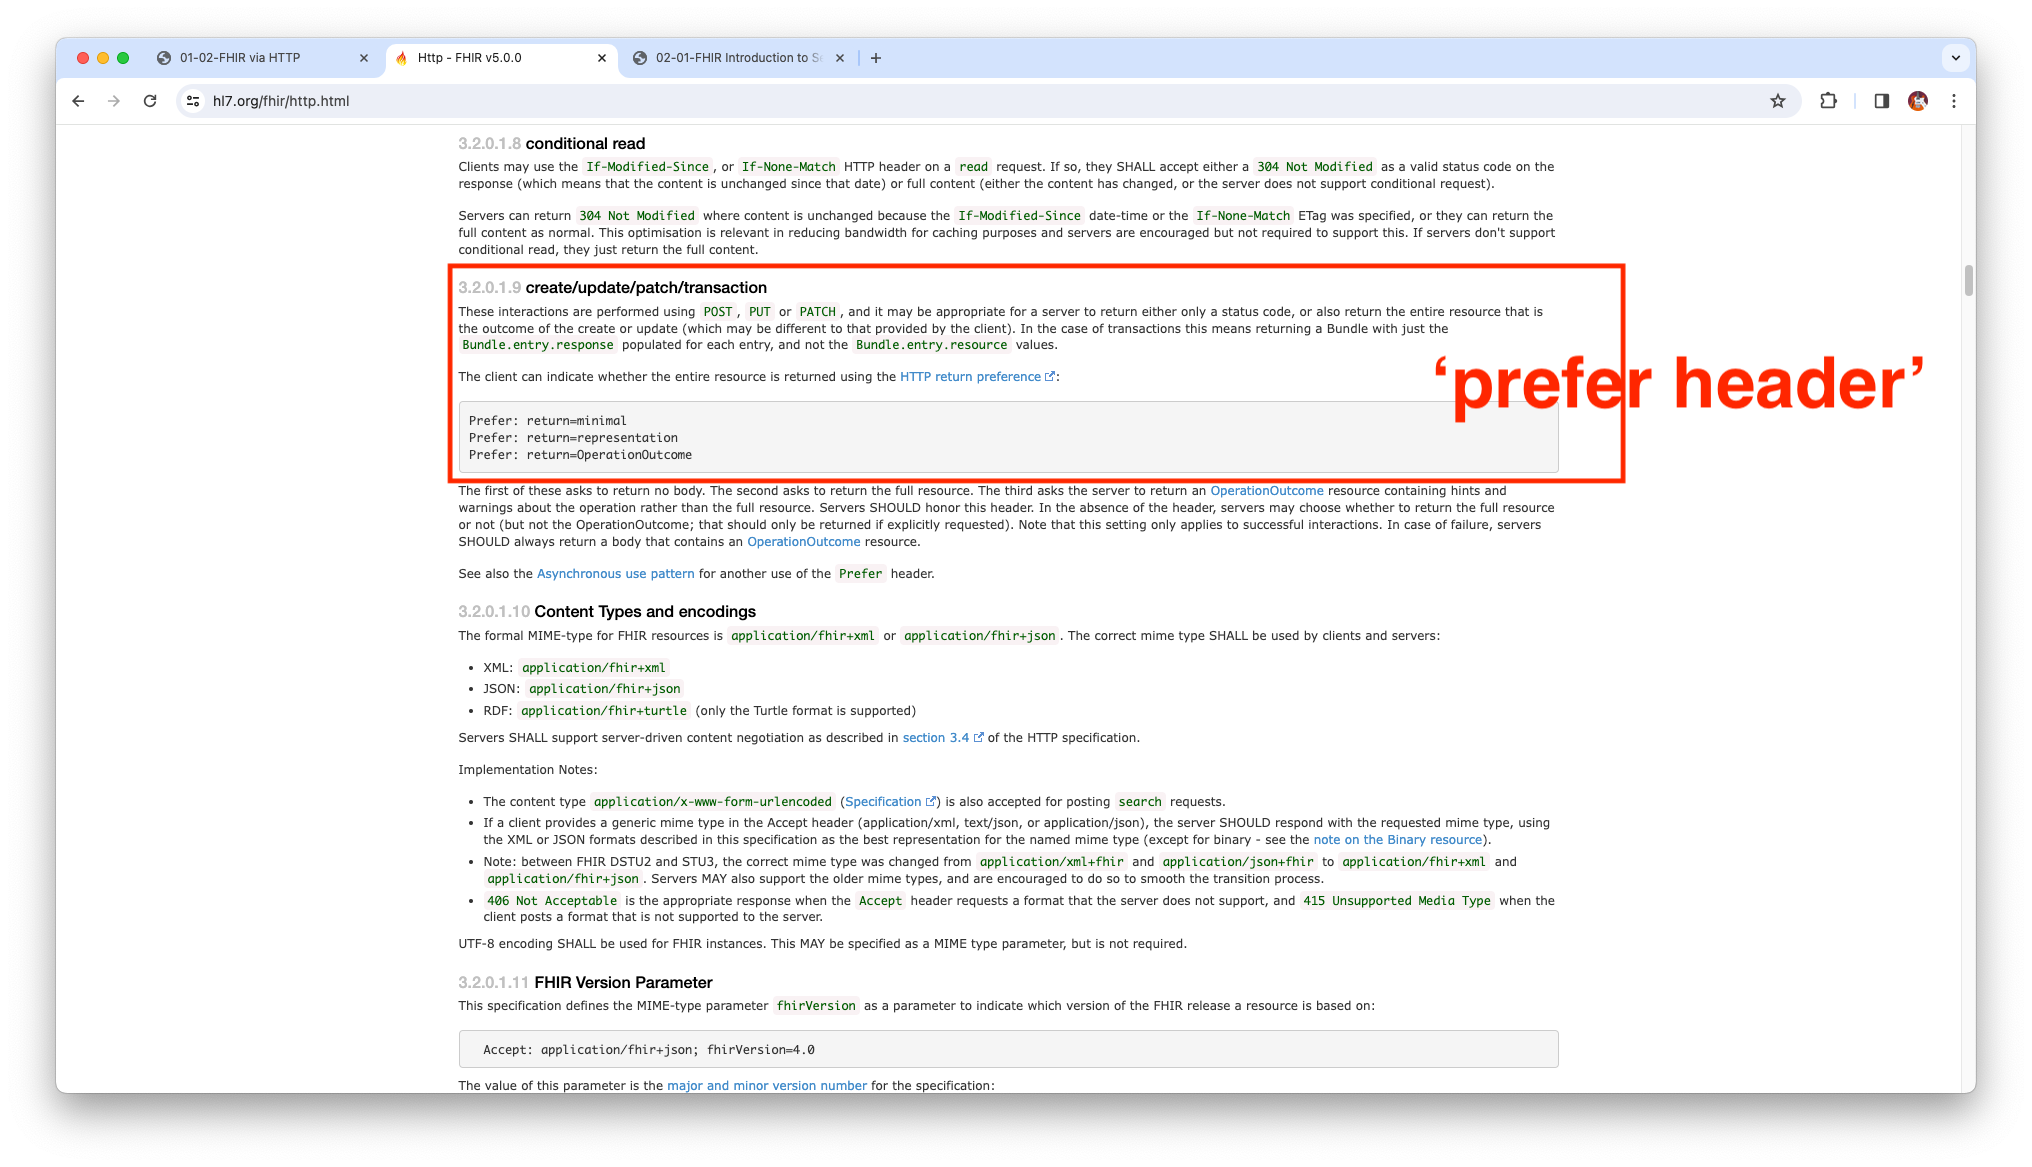 01-02-FHIR via HTTP
Http - FHIR v5.0.0
02-01-FHIR Introduction to S
hl7.org/fhir/http.html
3.2.0.1.8 conditional read
Clients may use the If-Modified-Since, or If-None-Match HTTP header on a read request. If so, they SHALL accept either a 304 Not Modified as a valid status code on the
response (which means that the content is unchanged since that date) or full content (either the content has changed, or the server does not support conditional request).
Servers can return 304 Not Modified where content is unchanged because the If-Modified-Since date-time or the If-None-Match ETag was specified, or they can return the
full content as normal. This optimisation is relevant in reducing bandwidth for caching purposes and servers are encouraged but not required to support this. If servers don't support
conditional read, they just return the full content.
3.2.0.1.9 create/update/patch/transaction
These interactions are performed using POST, PUT or PATCH, and it may be appropriate for a server to return either only a status code, or also return the entire resource that is
the outcome of the create or update (which may be different to that provided by the client). In the case of transactions this means returning a Bundle with just the
Bundle.entry.response populated for each entry, and not the Bundle.entry.resource values.
The client can indicate whether the entire resource is returned using the HTTP return preference:
‘prefer header’
Prefer: return=minimal
Prefer: return=representation
Prefer: return=OperationOutcome
The first of these asks to return no body. The second asks to return the full resource. The third asks the server to return an OperationOutcome resource containing hints and
warnings about the operation rather than the full resource. Servers SHOULD honor this header. In the absence of the header, servers may choose whether to return the full resource
or not (but not the OperationOutcome; that should only be returned if explicitly requested). Note that this setting only applies to successful interactions. In case of failure, servers
SHOULD always return a body that contains an OperationOutcome resource.
See also the Asynchronous use pattern for another use of the Prefer header.
3.2.0.1.10 Content Types and encodings
The formal MIME-type for FHIR resources is application/fhir+xml or application/fhir+json. The correct mime type SHALL be used by clients and servers:
• XML: application/fhir+xml
• JSON: application/fhir+json
• RDF: application/fhir+turtle (only the Turtle format is supported)
Servers SHALL support server-driven content negotiation as described in section 3.4 of the HTTP specification.
Implementation Notes:
• The content type application/x-www-form-urlencoded (Specification) is also accepted for posting search requests.
• If a client provides a generic mime type in the Accept header (application/xml, text/json, or application/json), the server SHOULD respond with the requested mime type, using
the XML or JSON formats described in this specification as the best representation for the named mime type (except for binary - see the note on the Binary resource).
• Note: between FHIR DSTU2 and STU3, the correct mime type was changed from application/xml+fhir and application/json+fhir to application/fhir+xml and
application/fhir+json. Servers MAY also support the older mime types, and are encouraged to do so to smooth the transition process.
• 406 Not Acceptable is the appropriate response when the Accept header requests a format that the server does not support, and 415 Unsupported Media Type when the
client posts a format that is not supported to the server.
UTF-8 encoding SHALL be used for FHIR instances. This MAY be specified as a MIME type parameter, but is not required.
3.2.0.1.11 FHIR Version Parameter
This specification defines the MIME-type parameter fhirVersion as a parameter to indicate which version of the FHIR release a resource is based on:
Accept: application/fhir+json; fhirVersion=4.0
The value of this parameter is the major and minor version number for the specification: